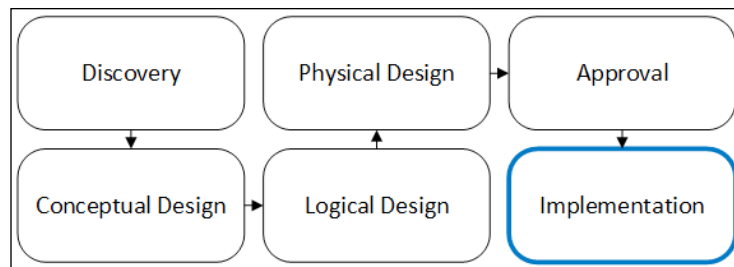 Discovery
Physical Design
Approval
Conceptual Design
Logical Design
Implementation